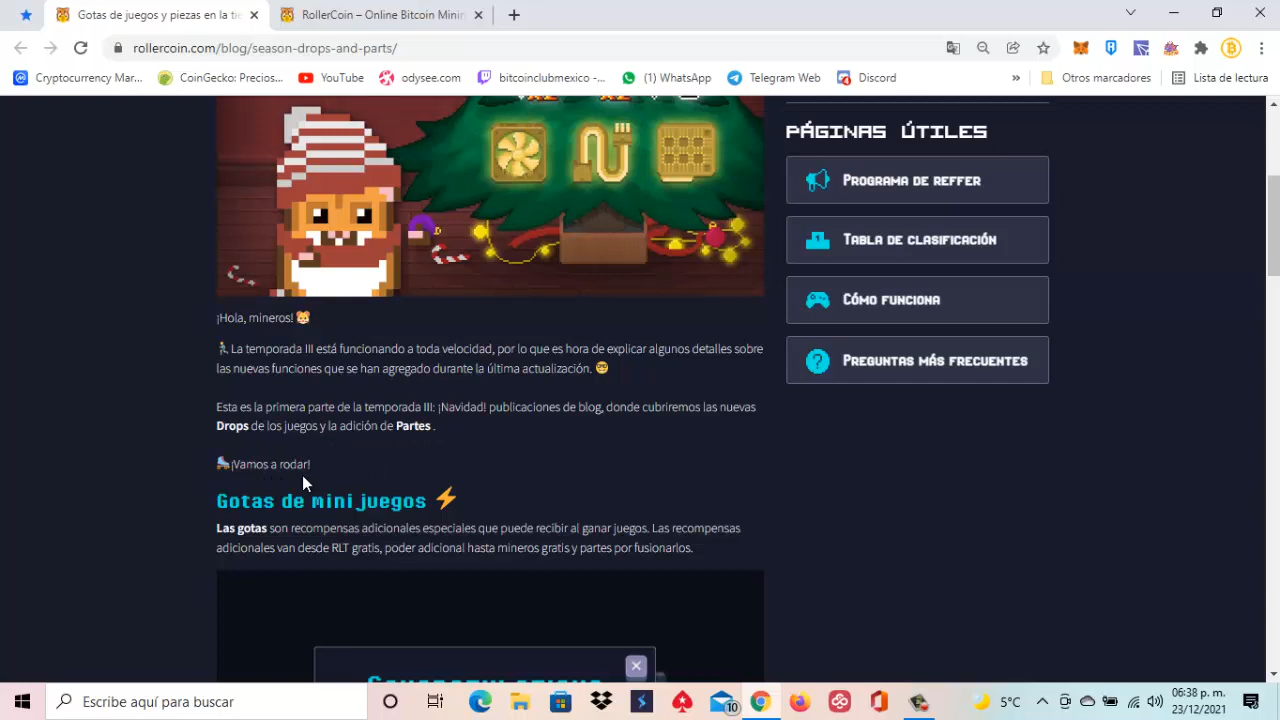 Gotas de juegos y piezas en la tie
RollerCoin – Online Bitcoin Minin
rollercoin.com/blog/season-drops-and-parts/
Cryptocurrency Mar...
CoinGecko: Precios...
YouTube
odysee.com
bitcoinclubmexico -...
(1) WhatsApp
Telegram Web
Discord
»
Otros marcadores
Lista de lectura
PÁGINAS ÚTILES
Programa de reffer
Tabla de clasificación
Cómo funciona
Preguntas más frecuentes
¡Hola, mineros! 🐹
La temporada III está funcionando a toda velocidad, por lo que es hora de explicar algunos detalles sobre
las nuevas funciones que se han agregado durante la última actualización. 🤓
Esta es la primera parte de la temporada III: ¡Navidad! publicaciones de blog, donde cubriremos las nuevas
Drops de los juegos y la adición de Partes .
¡Vamos a rodar!
Gotas de minijuegos ⚡
Las gotas son recompensas adicionales especiales que puede recibir al ganar juegos. Las recompensas
adicionales van desde RLT gratis, poder adicional hasta mineros gratis y partes por fusionarlos.
Escribe aquí para buscar
10
5°C
06:38 p. m.
23/12/2021